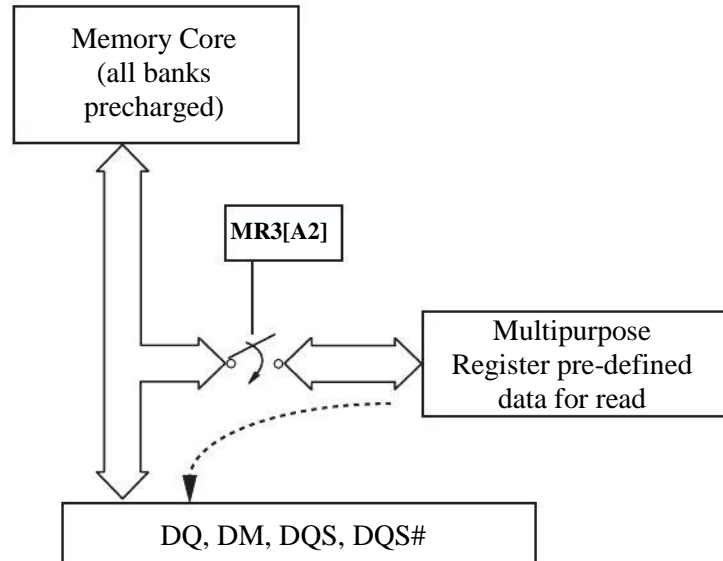 Memory Core
(all banks
precharged)
MR3[A2]
Multipurpose
Register pre-defined
data for read
DQ, DM, DQS, DQS#